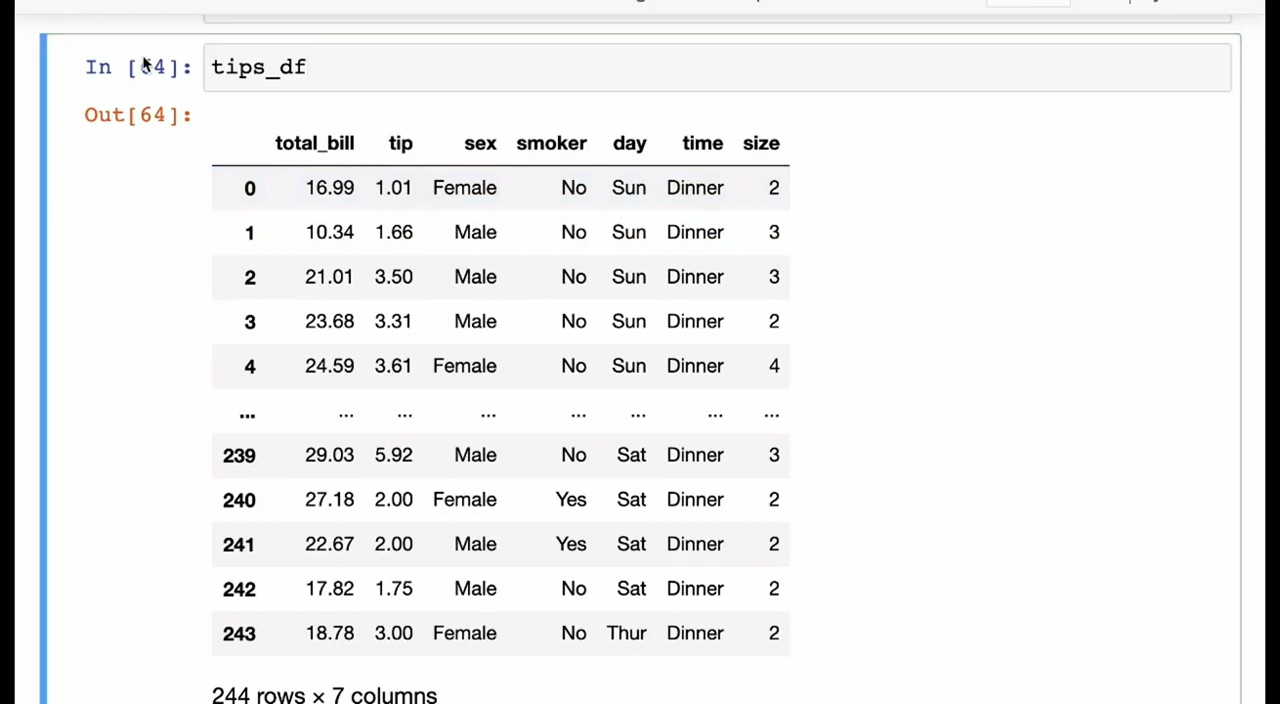 In [64]: tips_df
Out[64]:
total_bill tip sex smoker day time size
0 16.99 1.01 Female No Sun Dinner 2
1 10.34 1.66 Male No Sun Dinner 3
2 21.01 3.50 Male No Sun Dinner 3
3 23.68 3.31 Male No Sun Dinner 2
4 24.59 3.61 Female No Sun Dinner 4
... ... ... ... ... ... ... ...
239 29.03 5.92 Male No Sat Dinner 3
240 27.18 2.00 Female Yes Sat Dinner 2
241 22.67 2.00 Male Yes Sat Dinner 2
242 17.82 1.75 Male No Sat Dinner 2
243 18.78 3.00 Female No Thur Dinner 2
244 rows × 7 columns